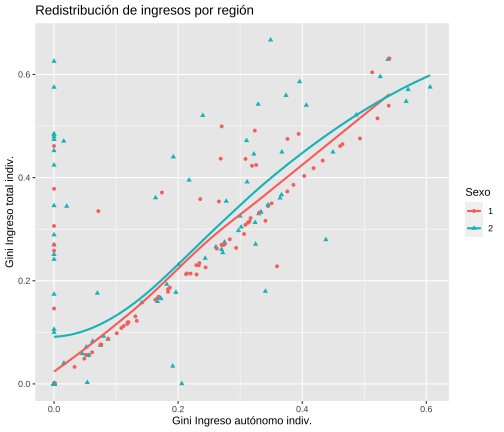 Redistribución de ingresos por región
Gini Ingreso total indiv.
0.6
0.4
0.2
0.0
0.0
0.2
0.4
0.6
Gini Ingreso autónomo indiv.
Sexo
1
2